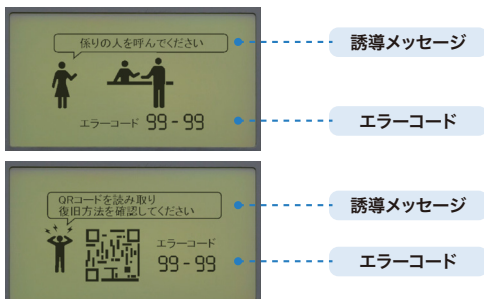 係りの人を呼んでください
誘導メッセージ
エラーコード 99-99
エラーコード
QRコードを読み取り
復旧方法を確認してください
誘導メッセージ
エラーコード
99-99
エラーコード